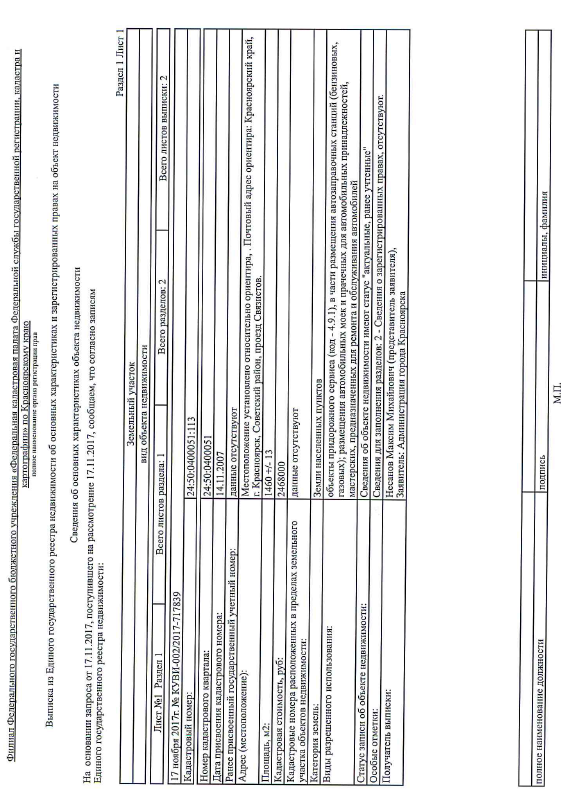 Филиал Федерального государственного бюджетного учреждения «Федеральная кадастровая палата Федеральной службы государственной регистрации, кадастра и
картографии» по Красноярскому краю
полное наименование органа регистрации прав
Выписка из Единого государственного реестра недвижимости об основных характеристиках и зарегистрированных правах на объект недвижимости
Сведения об основных характеристиках объекта недвижимости
На основании запроса от 17.11.2017, поступившего на рассмотрение 17.11.2017, сообщаем, что согласно записям
Единого государственного реестра недвижимости:
Раздел 1 Лист 1
Земельный участок
вид объекта недвижимости
Лист №1 Раздел 1 Всего листов раздела: 1 Всего разделов: 2 Всего листов выписки: 2
17 ноября 2017г. № КУВИ-002/2017-717839
Кадастровый номер: 24:50:0400051:113
Номер кадастрового квартала: 24:50:0400051
Дата присвоения кадастрового номера: 14.11.2007
Ранее присвоенный государственный учетный номер: данные отсутствуют
Адрес (местоположение): Местоположение установлено относительно ориентира, . Почтовый адрес ориентира: Красноярский край,
г. Красноярск, Советский район, проезд Связистов.
Площадь, м2: 1460 +/- 13
Кадастровая стоимость, руб: 2468000
Кадастровые номера расположенных в пределах земельного
участка объектов недвижимости: данные отсутствуют
Категория земель: Земли населенных пунктов
Виды разрешенного использования: объекты придорожного сервиса (код - 4.9.1), в части размещения автозаправочных станций (бензиновых,
газовых); размещения автомобильных моек и прачечных для автомобильных принадлежностей,
мастерских, предназначенных для ремонта и обслуживания автомобилей
Статус записи об объекте недвижимости: Сведения об объекте недвижимости имеют статус "актуальные, ранее учтенные"
Особые отметки: Сведения для заполнения разделов: 2 - Сведения о зарегистрированных правах, отсутствуют.
Получатель выписки: Несанов Максим Михайлович (представитель заявителя),
Заявитель: Администрация города Красноярска
полное наименование должности подпись инициалы, фамилия
М.П.